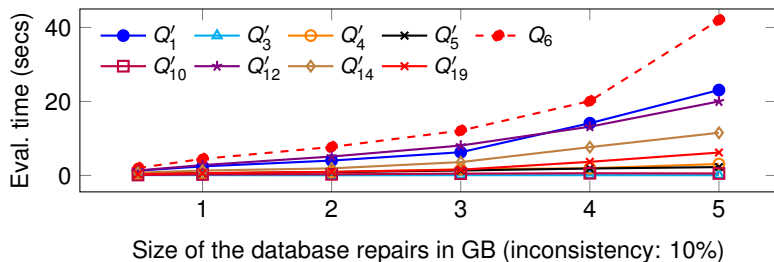 Eval. time (secs)
40
20
0
Q′1 Q′3 Q′4 Q′5 Q6
Q′10 Q′12 Q′14 Q′19
1 2 3 4 5
Size of the database repairs in GB (inconsistency: 10%)